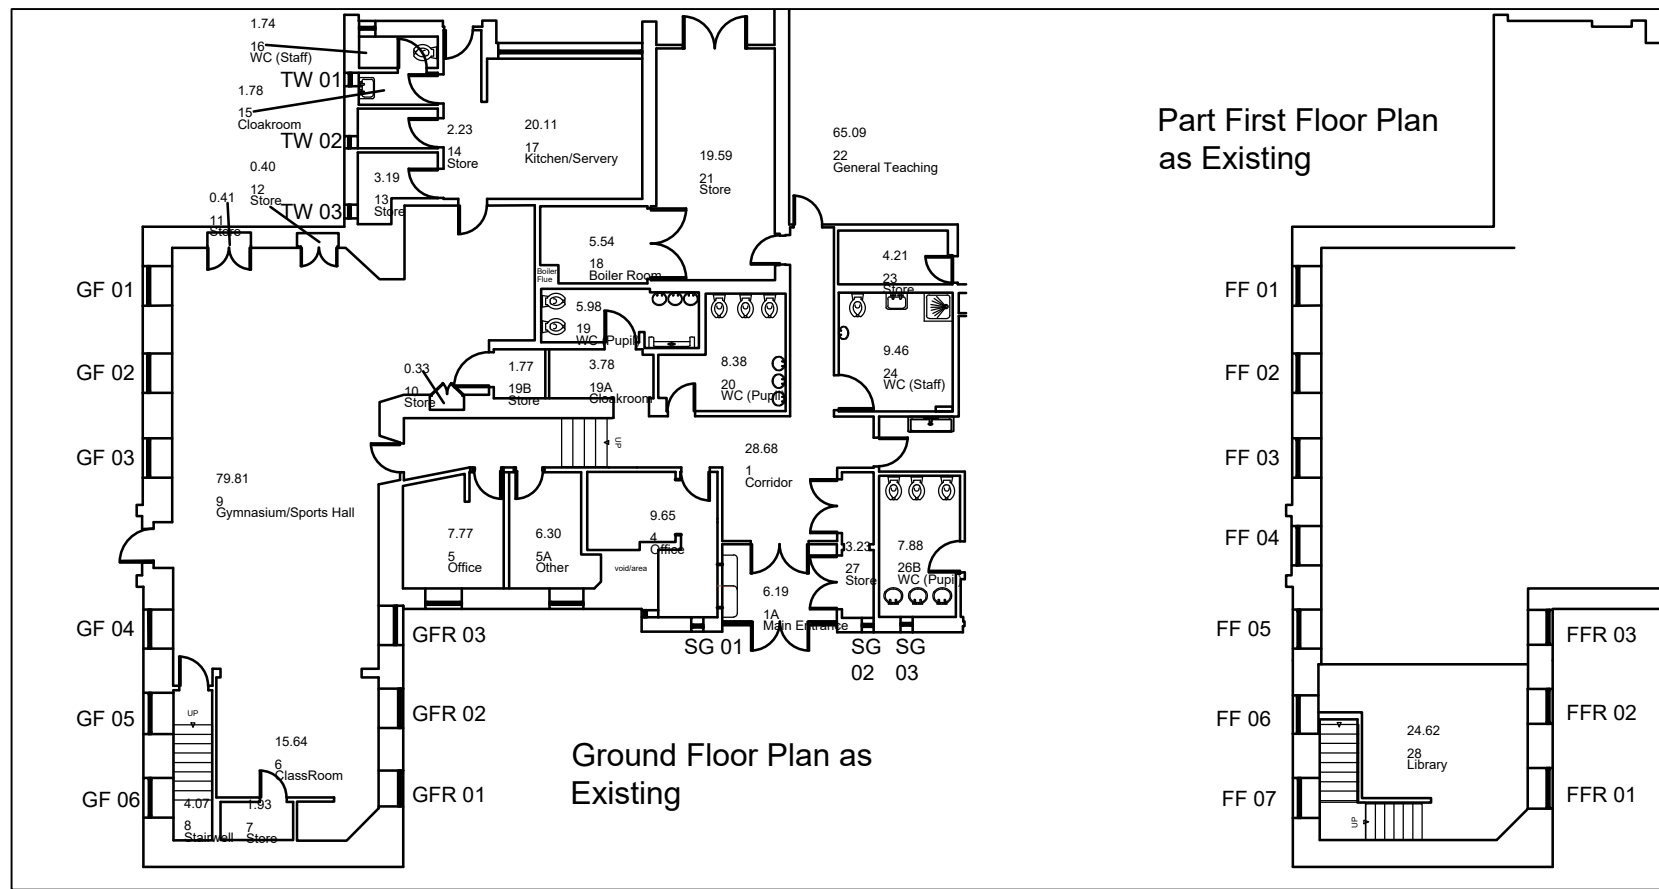 1.74
16
WC (Staff)
TW 01
1.78
15
Cloakroom
TW 02
0.40
12
Store
TW 03
0.41
11
Store
2.23
14
Store
20.11
17
Kitchen/Servery
3.19
13
Store
19.59
21
Store
65.09
22
General Teaching
Part First Floor Plan
as Existing
5.54
18
Boiler Room
Boiler
Flue
4.21
23
Store
5.98
19
WC (Pupil)
8.38
20
WC (Pupil)
9.46
24
WC (Staff)
0.33
10
Store
1.77
19B
Store
3.78
19A
Cloakroom
UP
28.68
1
Corridor
GF 01
GF 02
GF 03
79.81
9
Gymnasium/Sports Hall
7.77
5
Office
6.30
5A
Other
9.65
4
Office
void/area
3.23
27
Store
7.88
26B
WC (Pupil)
6.19
1A
Main Entrance
SG 01
SG
02
SG
03
GF 04
GF 05
GF 06
GFR 03
GFR 02
GFR 01
UP
15.64
6
ClassRoom
4.07
8
Stairwell
1.93
7
Store
Ground Floor Plan as
Existing
FF 01
FF 02
FF 03
FF 04
FF 05
FF 06
FF 07
FFR 03
FFR 02
FFR 01
24.62
28
Library
UP